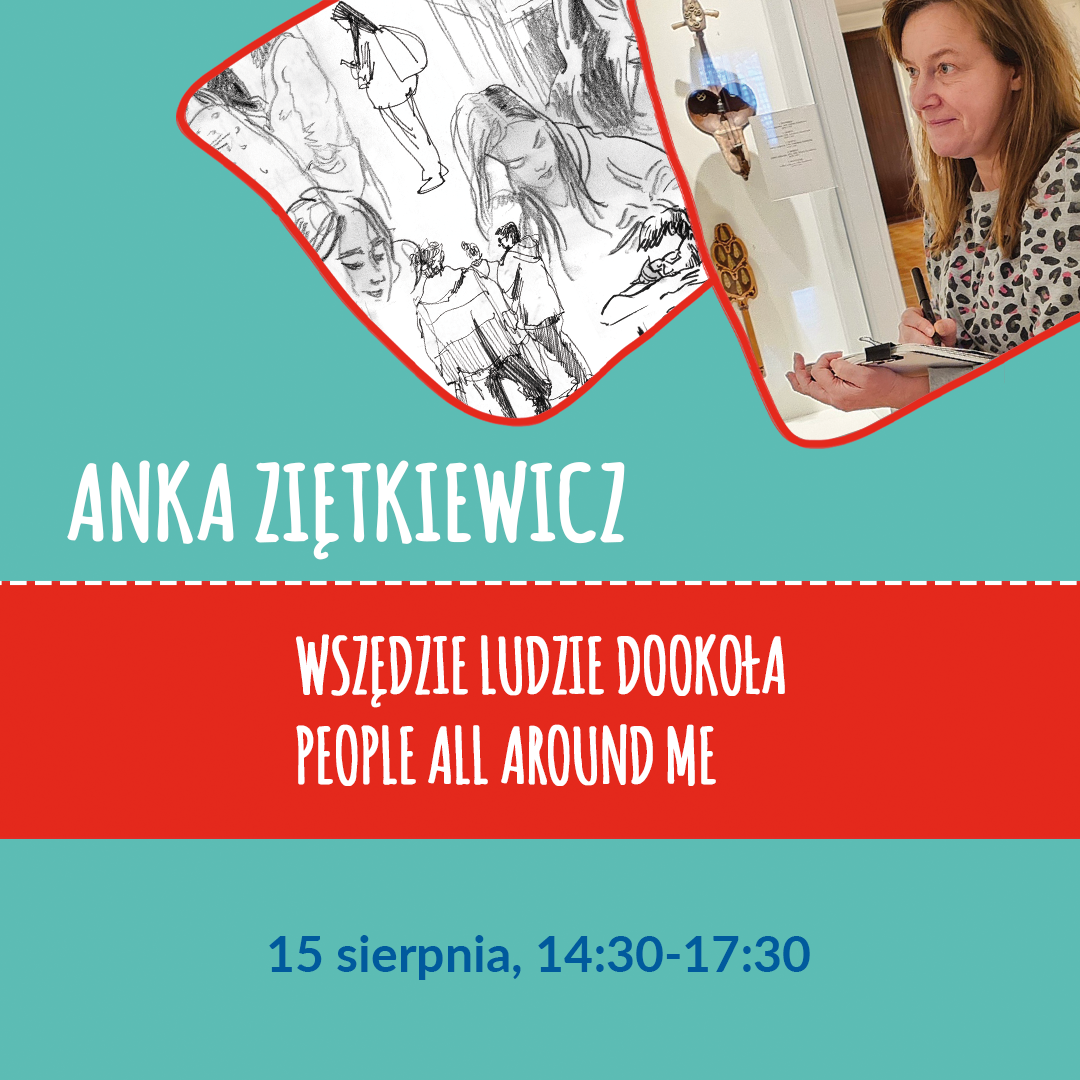 ANKA ZIĘTKIEWICZ
WSZĘDZIE LUDZIE DOOKOŁA
PEOPLE ALL AROUND ME
15 sierpnia, 14:30-17:30